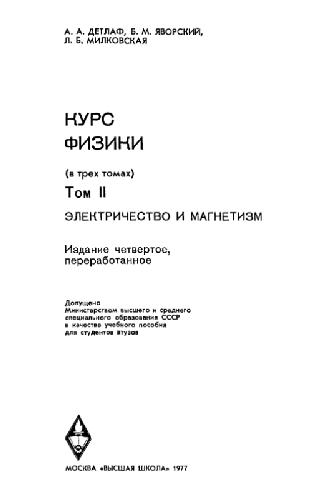 А. А. ДЕТЛАФ, Б. М. ЯВОРСКИЙ,
Л. Б. МИЛКОВСКАЯ
КУРС
ФИЗИКИ
(в трех томах)
Том II
ЭЛЕКТРИЧЕСТВО И МАГНЕТИЗМ
Издание четвертое,
переработанное
Допущено
Министерством высшего и среднего
специального образования СССР
в качестве учебного пособия
для студентов втузов
МОСКВА «ВЫСШАЯ ШКОЛА» 1977